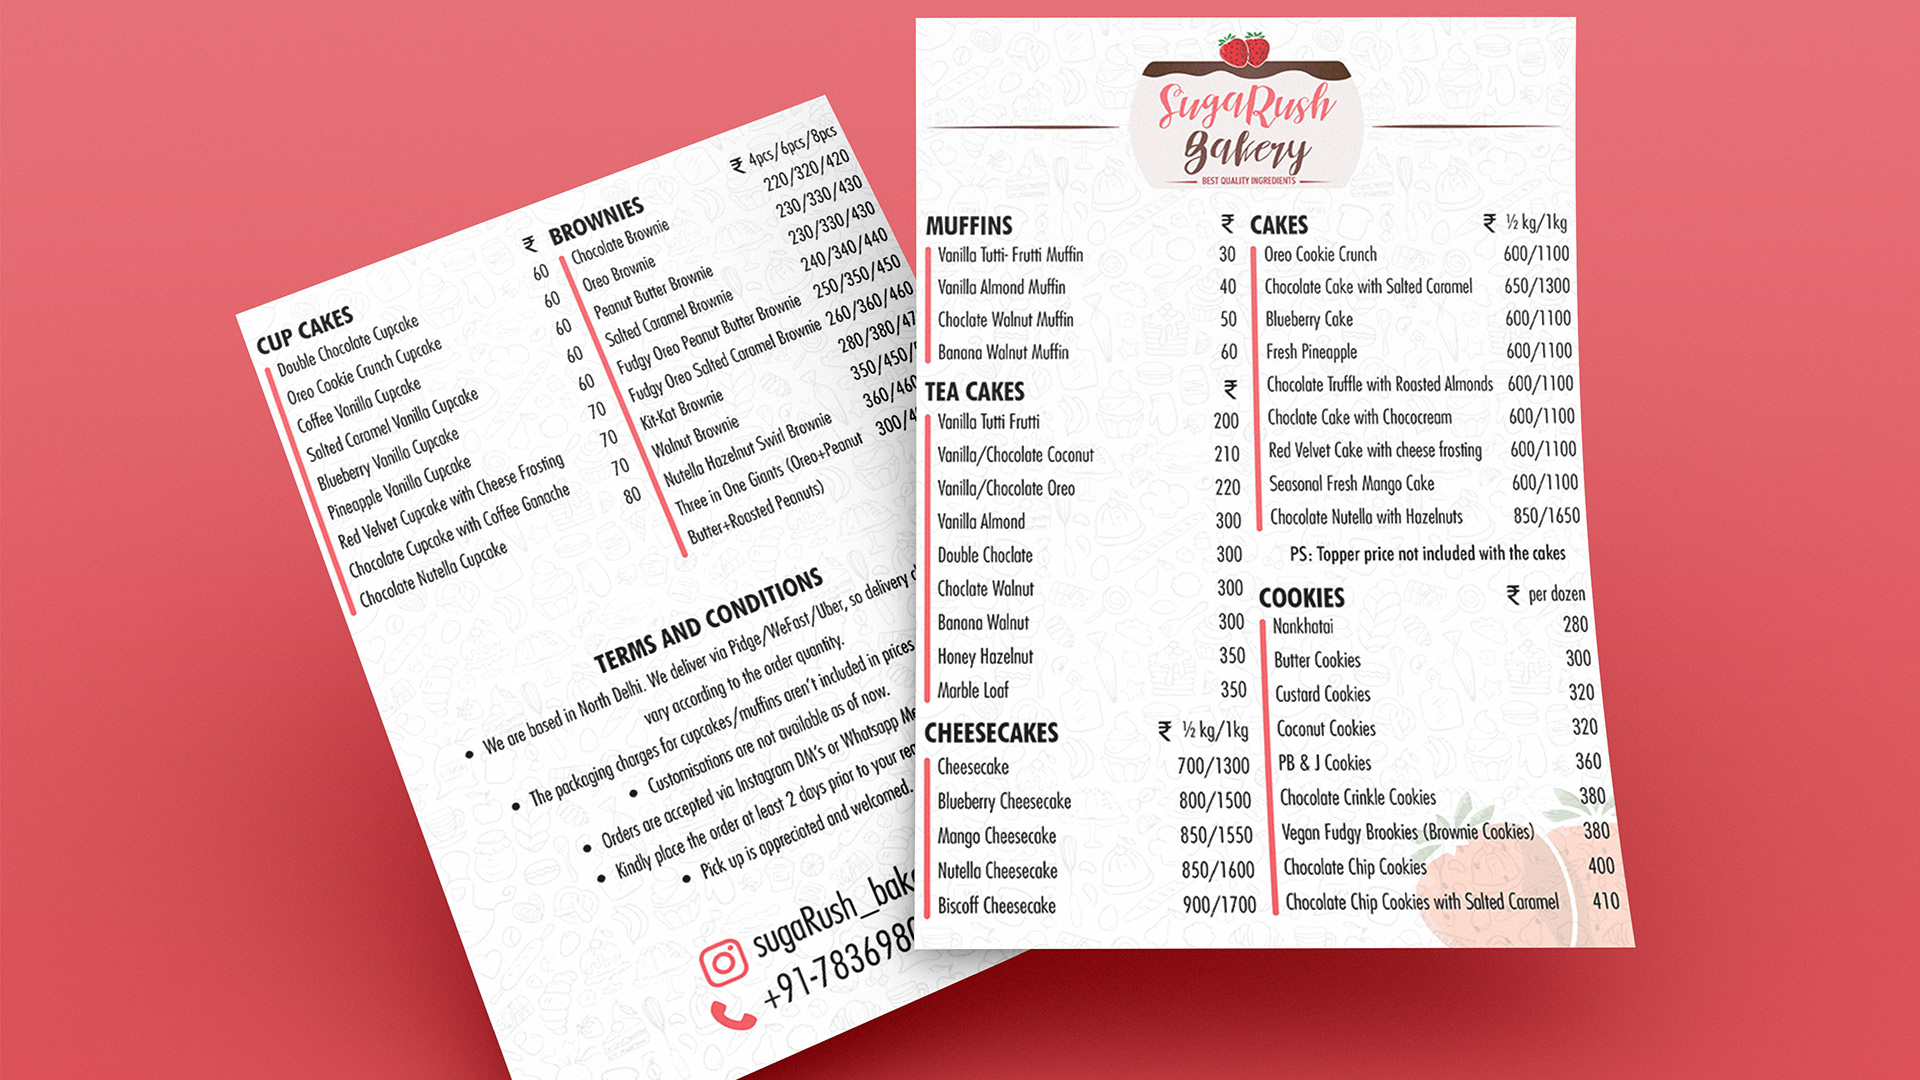 CUP CAKES ₹
Double Chocolate Cupcake 60
Oreo Cookie Crunch Cupcake 60
Coffee Vanilla Cupcake 60
Salted Caramel Vanilla Cupcake 60
Blueberry Vanilla Cupcake 60
Pineapple Vanilla Cupcake 70
Red Velvet Cupcake with Cheese Frosting 70
Chocolate Cupcake with Coffee Ganache 70
Chocolate Nutella Cupcake 80
BROWNIES ₹ 4pcs/6pcs/8pcs
Chocolate Brownie 220/320/420
Oreo Brownie 230/330/430
Peanut Butter Brownie 230/330/430
Salted Caramel Brownie 240/340/440
Fudgy Oreo Peanut Butter Brownie 250/350/450
Fudgy Oreo Salted Caramel Brownie 260/360/460
Kit-Kat Brownie 280/380/
Walnut Brownie 350/450/
Nutella Hazelnut Swirl Brownie 360/460
Three in One Giants (Oreo+Peanut 300/
Butter+Roasted Peanuts)
TERMS AND CONDITIONS
• We are based in North Delhi. We deliver via Pidge/WeFast/Uber, so delivery
vary according to the order quantity.
• The packaging charges for cupcakes/muffins aren't included in prices
• Customisations are not available as of now.
• Orders are accepted via Instagram DM's or Whatsapp
• Kindly place the order at least 2 days prior to your
• Pick up is appreciated and welcomed.
sugaRush_bak
+91-783698
SugaRush
Bakery
BEST QUALITY INGREDIENTS
MUFFINS ₹
Vanilla Tutti- Frutti Muffin 30
Vanilla Almond Muffin 40
Choclate Walnut Muffin 50
Banana Walnut Muffin 60
TEA CAKES ₹
Vanilla Tutti Frutti 200
Vanilla/Chocolate Coconut 210
Vanilla/Chocolate Oreo 220
Vanilla Almond 300
Double Choclate 300
Choclate Walnut 300
Banana Walnut 300
Honey Hazelnut 350
Marble Loaf 350
CHEESECAKES ₹ ½ kg/1kg
Cheesecake 700/1300
Blueberry Cheesecake 800/1500
Mango Cheesecake 850/1550
Nutella Cheesecake 850/1600
Biscoff Cheesecake 900/1700
CAKES ₹ ½ kg/1kg
Oreo Cookie Crunch 600/1100
Chocolate Cake with Salted Caramel 650/1300
Blueberry Cake 600/1100
Fresh Pineapple 600/1100
Chocolate Truffle with Roasted Almonds 600/1100
Choclate Cake with Chococream 600/1100
Red Velvet Cake with cheese frosting 600/1100
Seasonal Fresh Mango Cake 600/1100
Chocolate Nutella with Hazelnuts 850/1650
PS: Topper price not included with the cakes
COOKIES ₹ per dozen
Nankhatai 280
Butter Cookies 300
Custard Cookies 320
Coconut Cookies 320
PB & J Cookies 360
Chocolate Crinkle Cookies 380
Vegan Fudgy Brookies (Brownie Cookies) 380
Chocolate Chip Cookies 400
Chocolate Chip Cookies with Salted Caramel 410